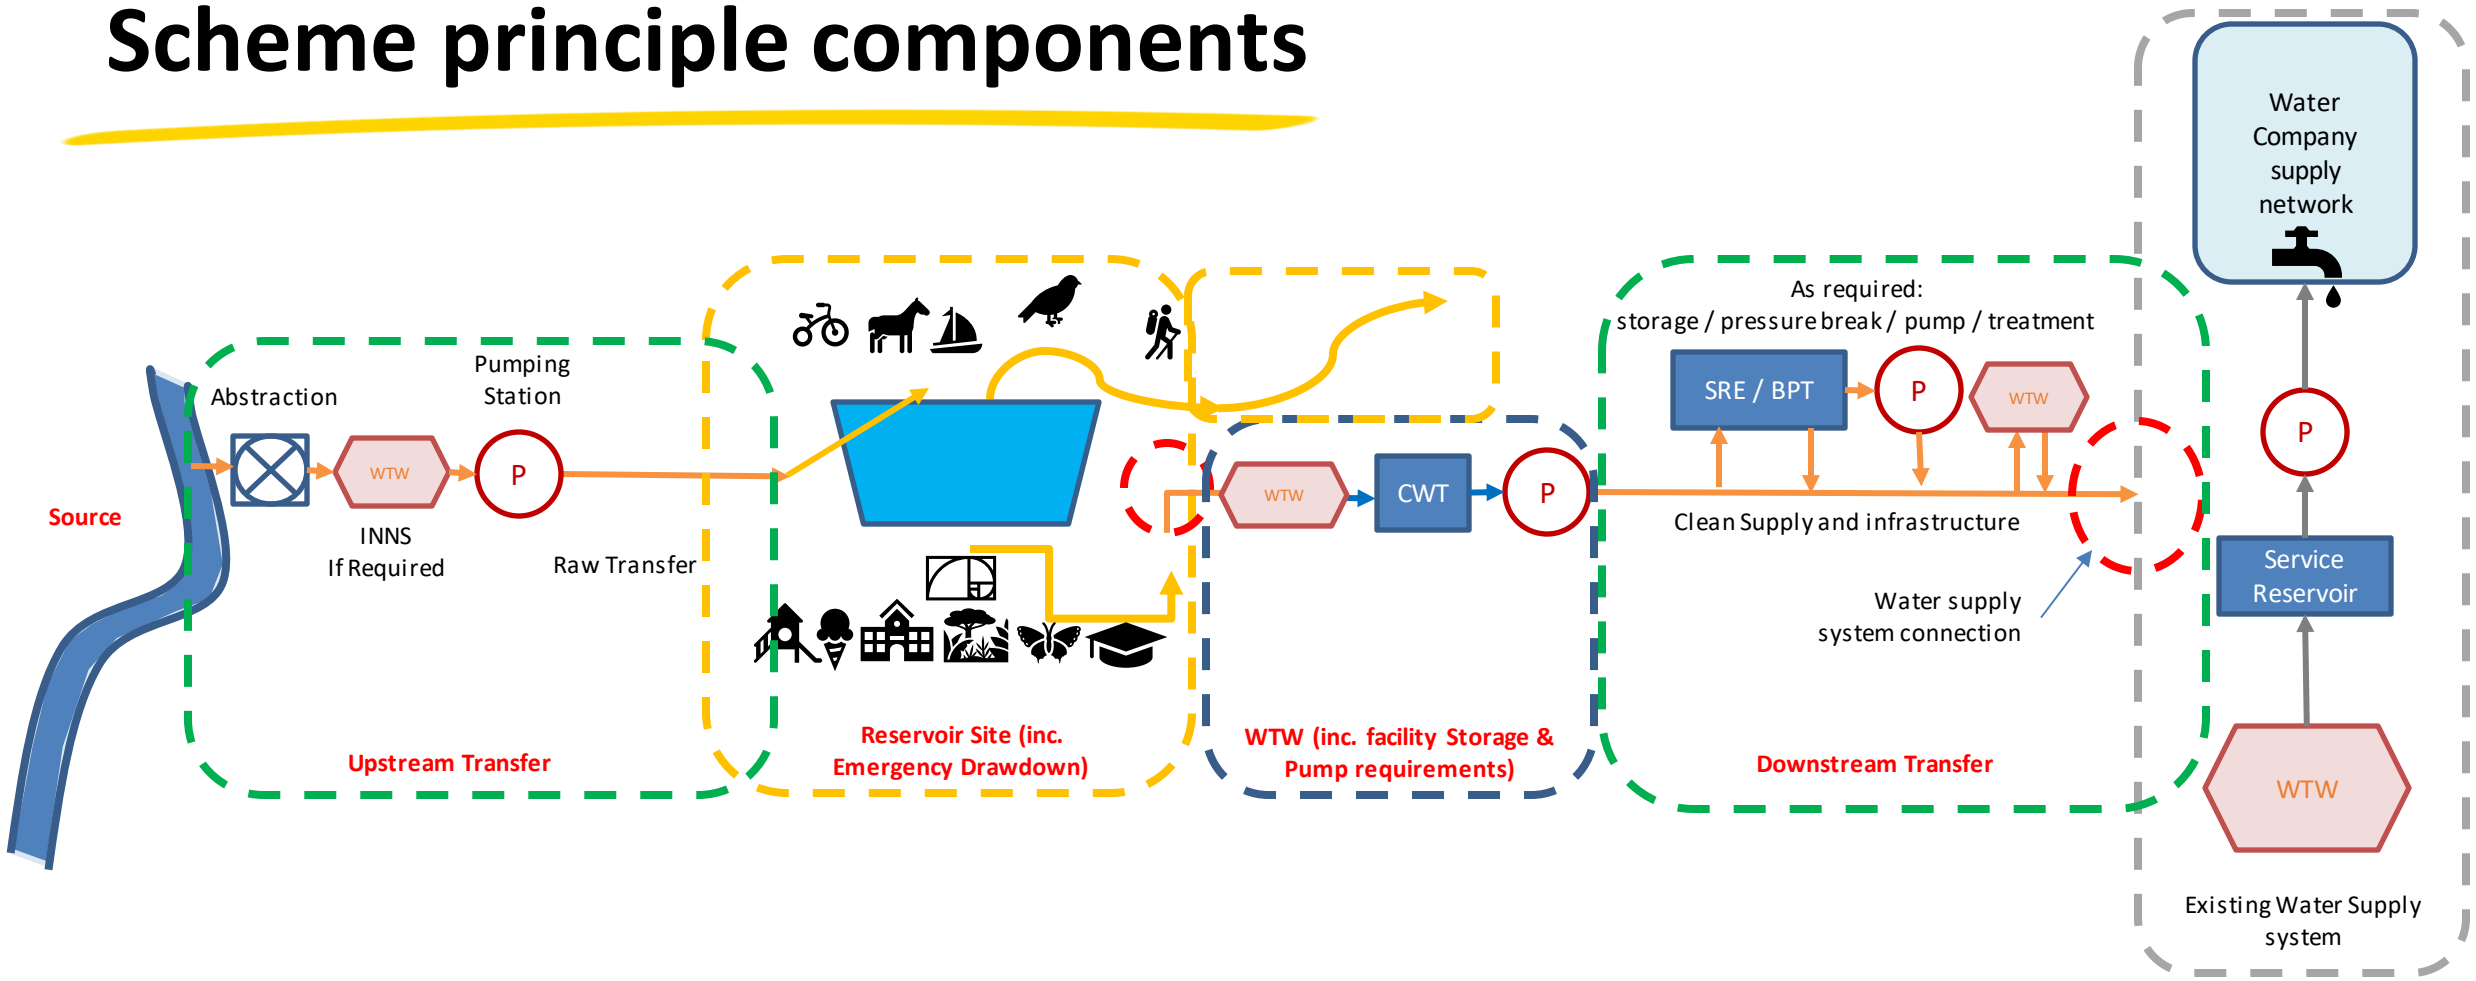 Scheme principle components
Source
Abstraction
WTW
INNS
If Required
Pumping
Station
P
Raw Transfer
Upstream Transfer
Reservoir Site (inc.
Emergency Drawdown)
WTW
CWT
P
WTW (inc. facility Storage &
Pump requirements)
As required:
storage / pressure break / pump / treatment
SRE / BPT
P
WTW
Clean Supply and infrastructure
Water supply
system connection
Downstream Transfer
Water
Company
supply
network
P
Service
Reservoir
WTW
Existing Water Supply
system